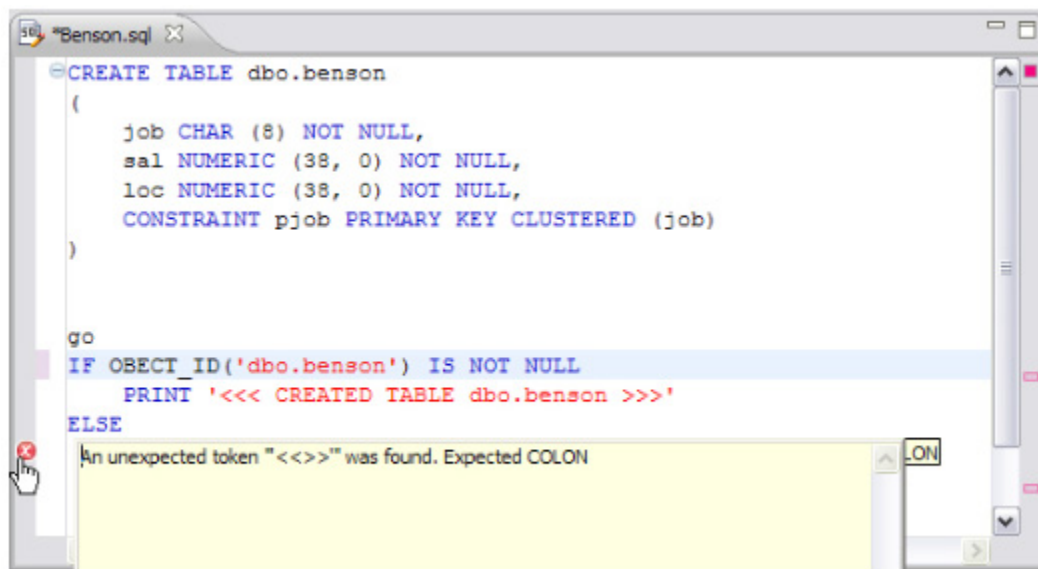 *Benson.sql
CREATE TABLE dbo.benson
(
job CHAR (8) NOT NULL,
sal NUMERIC (38, 0) NOT NULL,
loc NUMERIC (38, 0) NOT NULL,
CONSTRAINT pjob PRIMARY KEY CLUSTERED (job)
)
go
IF OBECT_ID('dbo.benson') IS NOT NULL
PRINT '<<< CREATED TABLE dbo.benson >>>'
ELSE
An unexpected token "'<<>>'" was found. Expected COLON
LON